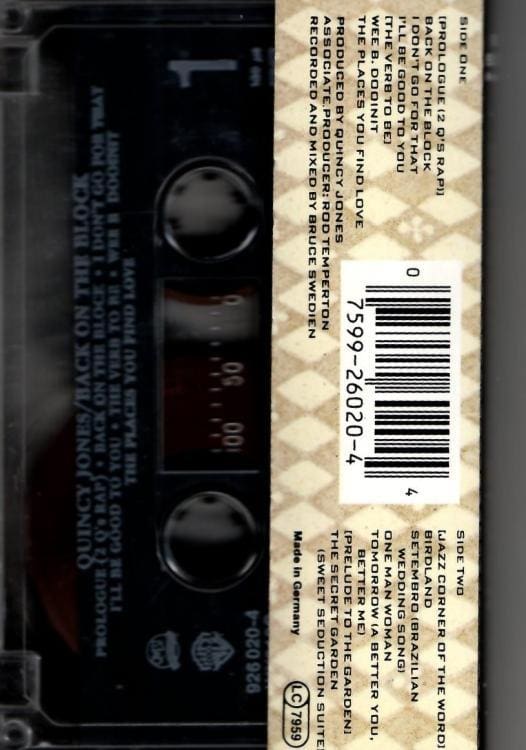 SIDE ONE
[PROLOGUE (2 Q'S RAP)]
BACK ON THE BLOCK
I DON'T GO FOR THAT
I'LL BE GOOD TO YOU
[THE VERB TO BE]
WEE B. DOOINIT
THE PLACES YOU FIND LOVE
PRODUCED BY QUINCY JONES
ASSOCIATE PRODUCER: ROD TEMPERTON
RECORDED AND MIXED BY BRUCE SWEDIEN
0
7599-26020-4
4
SIDE TWO
[JAZZ CORNER OF THE WORD]
BIRDLAND
SETEMBRO (BRAZILIAN
WEDDING SONG)
ONE MAN WOMAN
TOMORROW (A BETTER YOU,
BETTER ME)
[PRELUDE TO THE GARDEN]
THE SECRET GARDEN
(SWEET SEDUCTION SUITE
Made in Germany
LC 7959
1
0 50 100
926 020-4
QUINCY JONES/BACK ON THE BLOCK
PROLOGUE (2 Q'S RAP) • BACK ON THE BLOCK • I DON'T GO FOR THAT
I'LL BE GOOD TO YOU • THE VERB TO BE • WEE B DOOINIT
THE PLACES YOU FIND LOVE